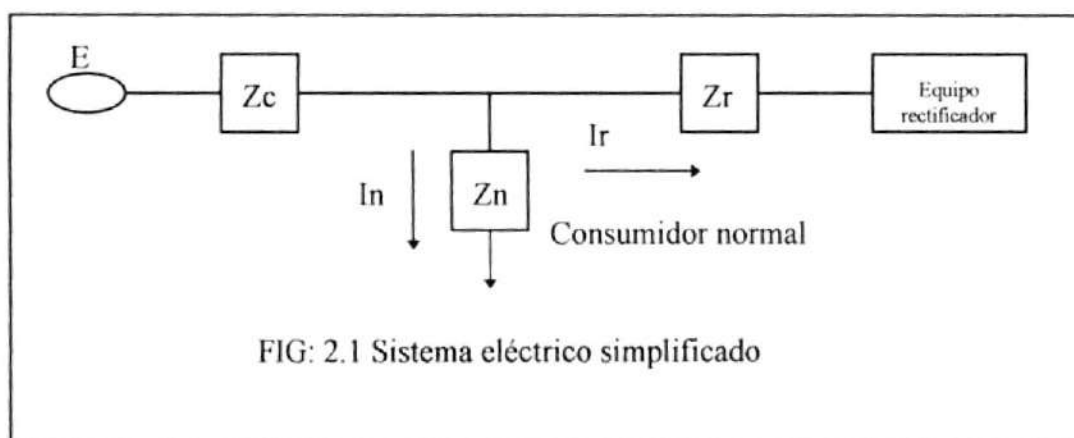 E
Zc
Zr
Equipo
rectificador
Ir
In
Zn
Consumidor normal
FIG: 2.1 Sistema eléctrico simplificado